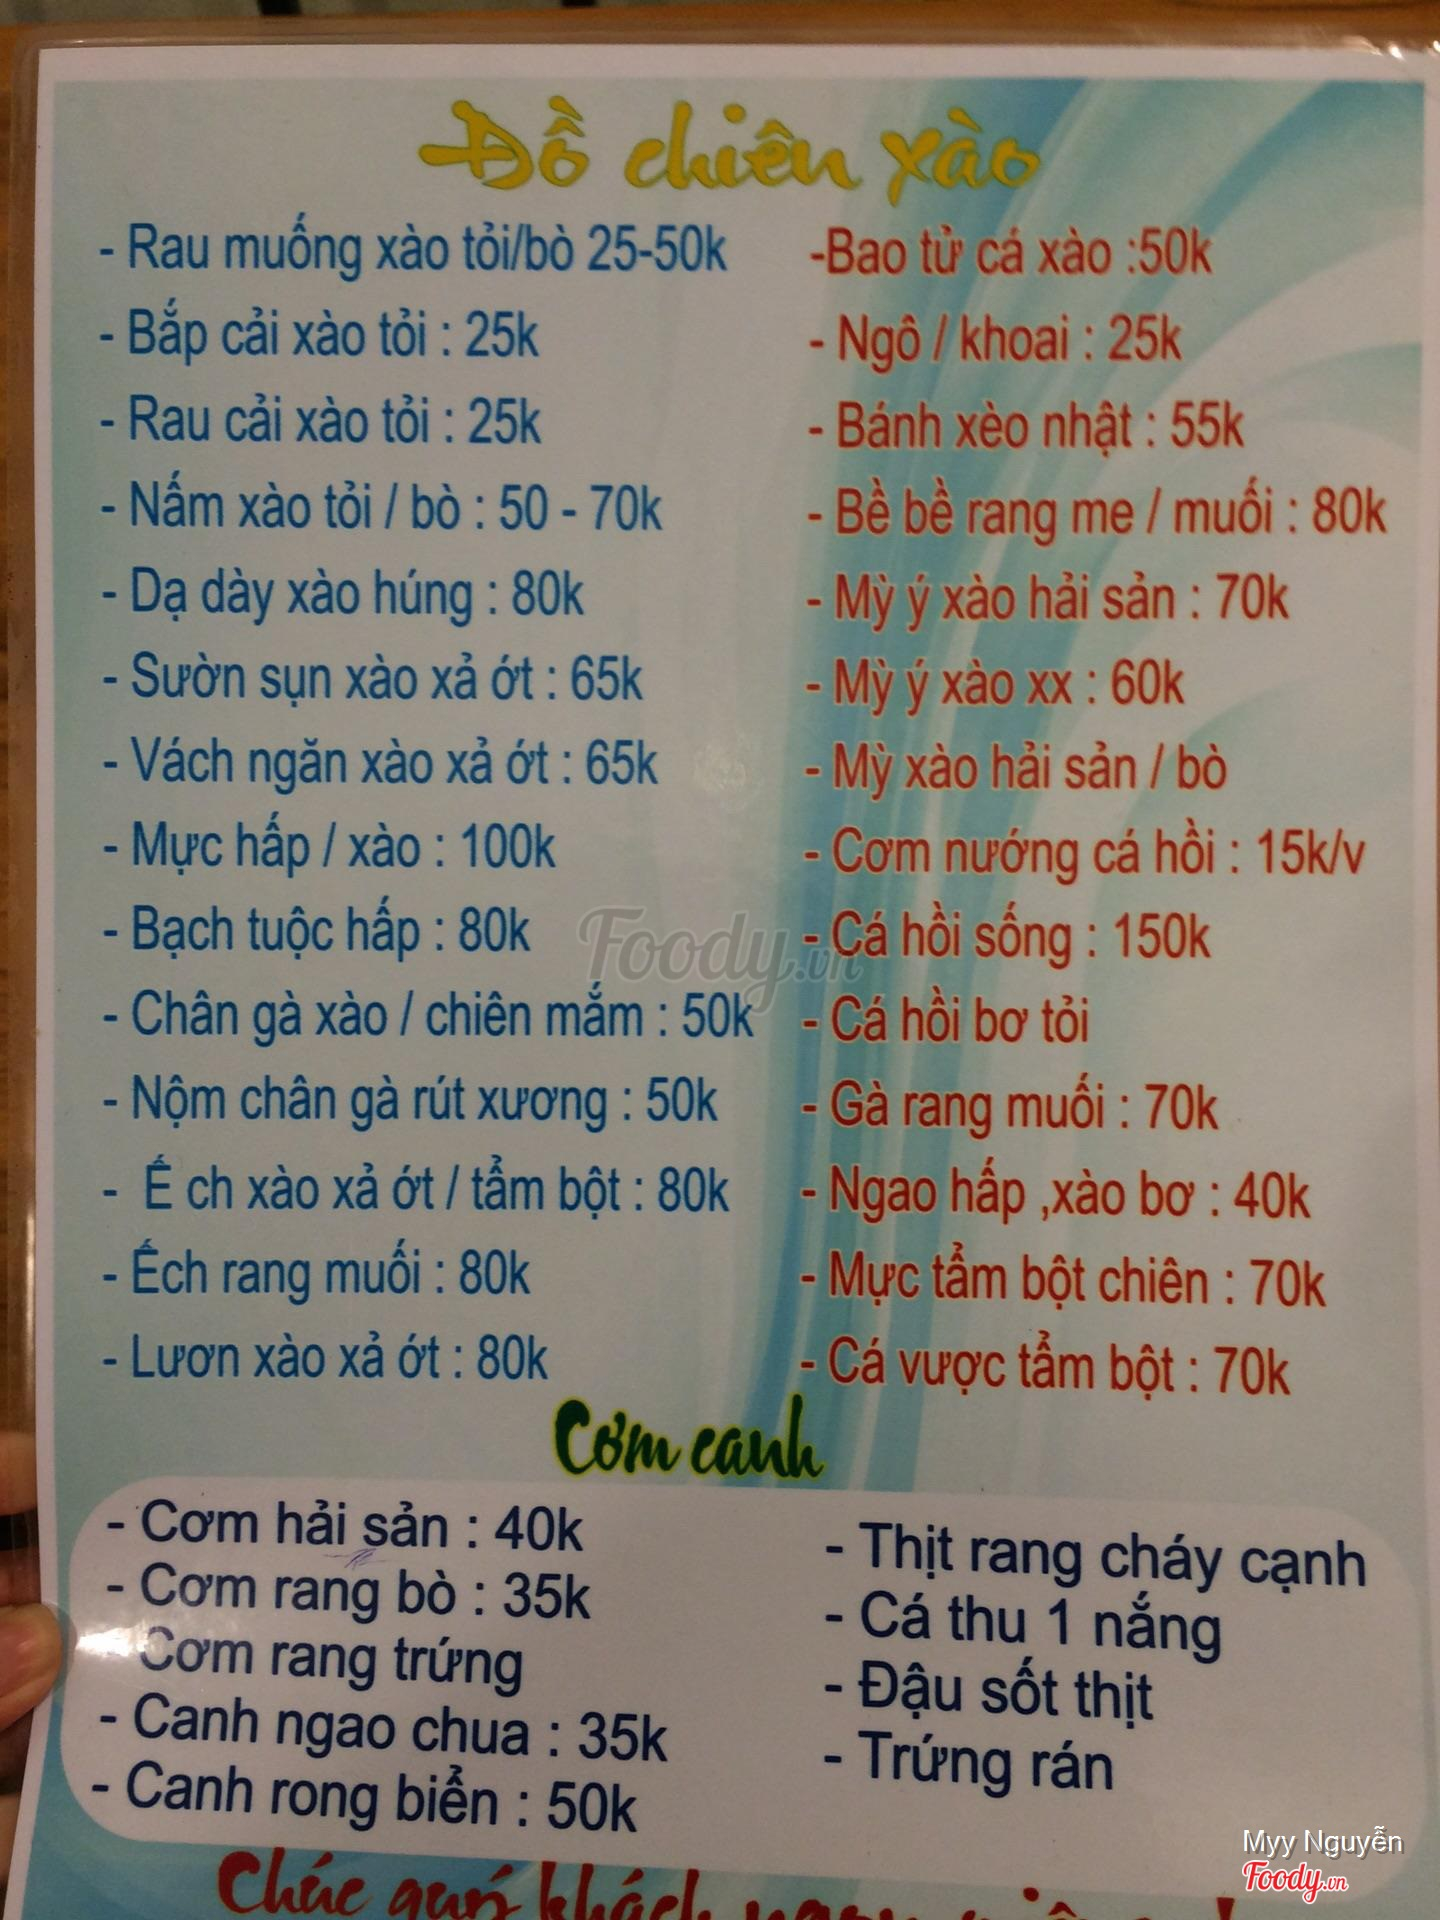 Đồ chiên xào
- Rau muống xào tỏi/bò 25-50k
- Bắp cải xào tỏi : 25k
- Rau cải xào tỏi : 25k
- Nấm xào tỏi / bò : 50 - 70k
- Dạ dày xào húng : 80k
- Sườn sụn xào xả ớt : 65k
- Vách ngăn xào xả ớt : 65k
- Mực hấp / xào : 100k
- Bạch tuộc hấp : 80k
- Chân gà xào / chiên mắm : 50k
- Nộm chân gà rút xương : 50k
- Ế ch xào xả ớt / tẩm bột : 80k
- Ếch rang muối : 80k
- Lươn xào xả ớt : 80k
-Bao tử cá xào :50k
- Ngô / khoai : 25k
- Bánh xèo nhật : 55k
- Bề bề rang me / muối : 80k
- Mỳ ý xào hải sản : 70k
- Mỳ ý xào xx : 60k
- Mỳ xào hải sản / bò
- Cơm nướng cá hồi : 15k/v
- Cá hồi sống : 150k
- Cá hồi bơ tỏi
- Gà rang muối : 70k
- Ngao hấp ,xào bơ : 40k
- Mực tẩm bột chiên : 70k
- Cá vược tẩm bột : 70k
Foody.vn
Cơm canh
- Cơm hải sản : 40k
- Cơm rang bò : 35k
Cơm rang trứng
- Canh ngao chua : 35k
- Canh rong biển : 50k
- Thịt rang cháy cạnh
- Cá thu 1 nắng
- Đậu sốt thịt
- Trứng rán
Chúc quý khách ngon miệng !
Myy Nguyễn
Foody.vn